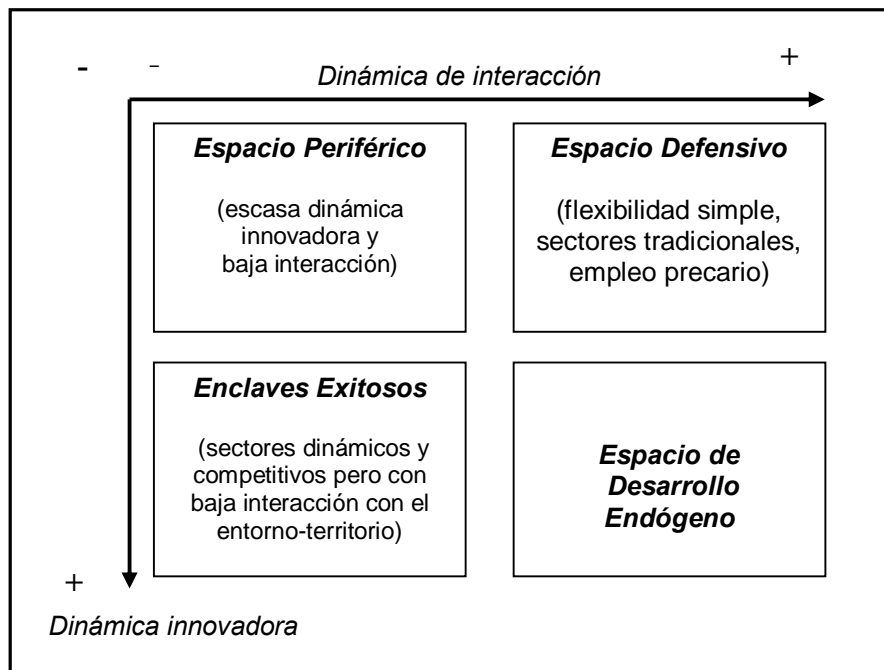 - - +
Dinámica de interacción
Espacio Periférico
(escasa dinámica
innovadora y
baja interacción)
Espacio Defensivo
(flexibilidad simple,
sectores tradicionales,
empleo precario)
Enclaves Exitosos
(sectores dinámicos y
competitivos pero con
baja interacción con el
entorno-territorio)
Espacio de
Desarrollo
Endógeno
+
Dinámica innovadora